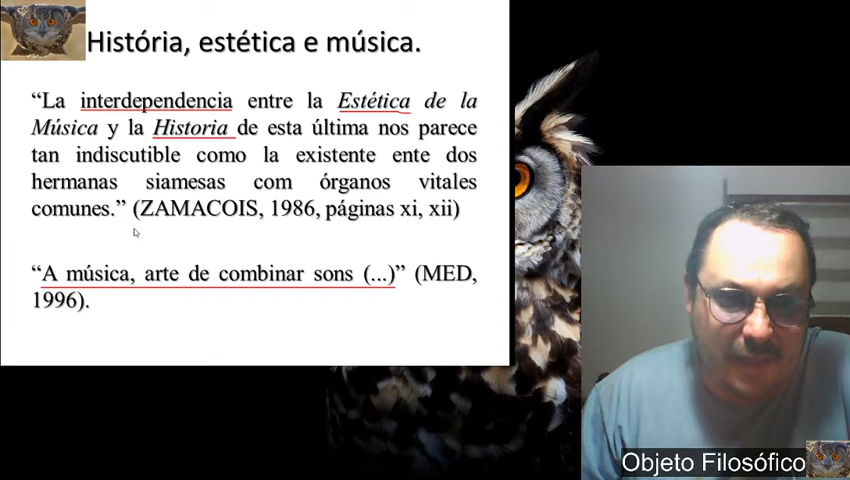 História, estética e música.
“La interdependencia entre la Estética de la
Música y la Historia de esta última nos parece
tan indiscutible como la existente ente dos
hermanas siamesas com órganos vitales
comunes.” (ZAMACOIS, 1986, páginas xi, xii)
“A música, arte de combinar sons (...)” (MED,
1996).
Objeto Filosófico